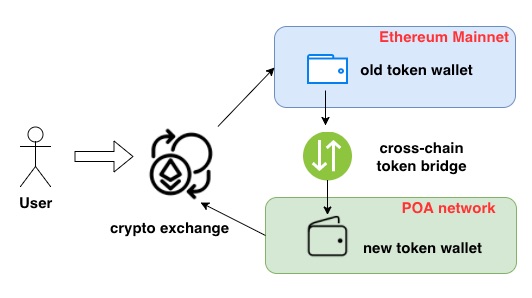 Ethereum Mainnet
old token wallet
cross-chain
token bridge
User
crypto exchange
POA network
new token wallet